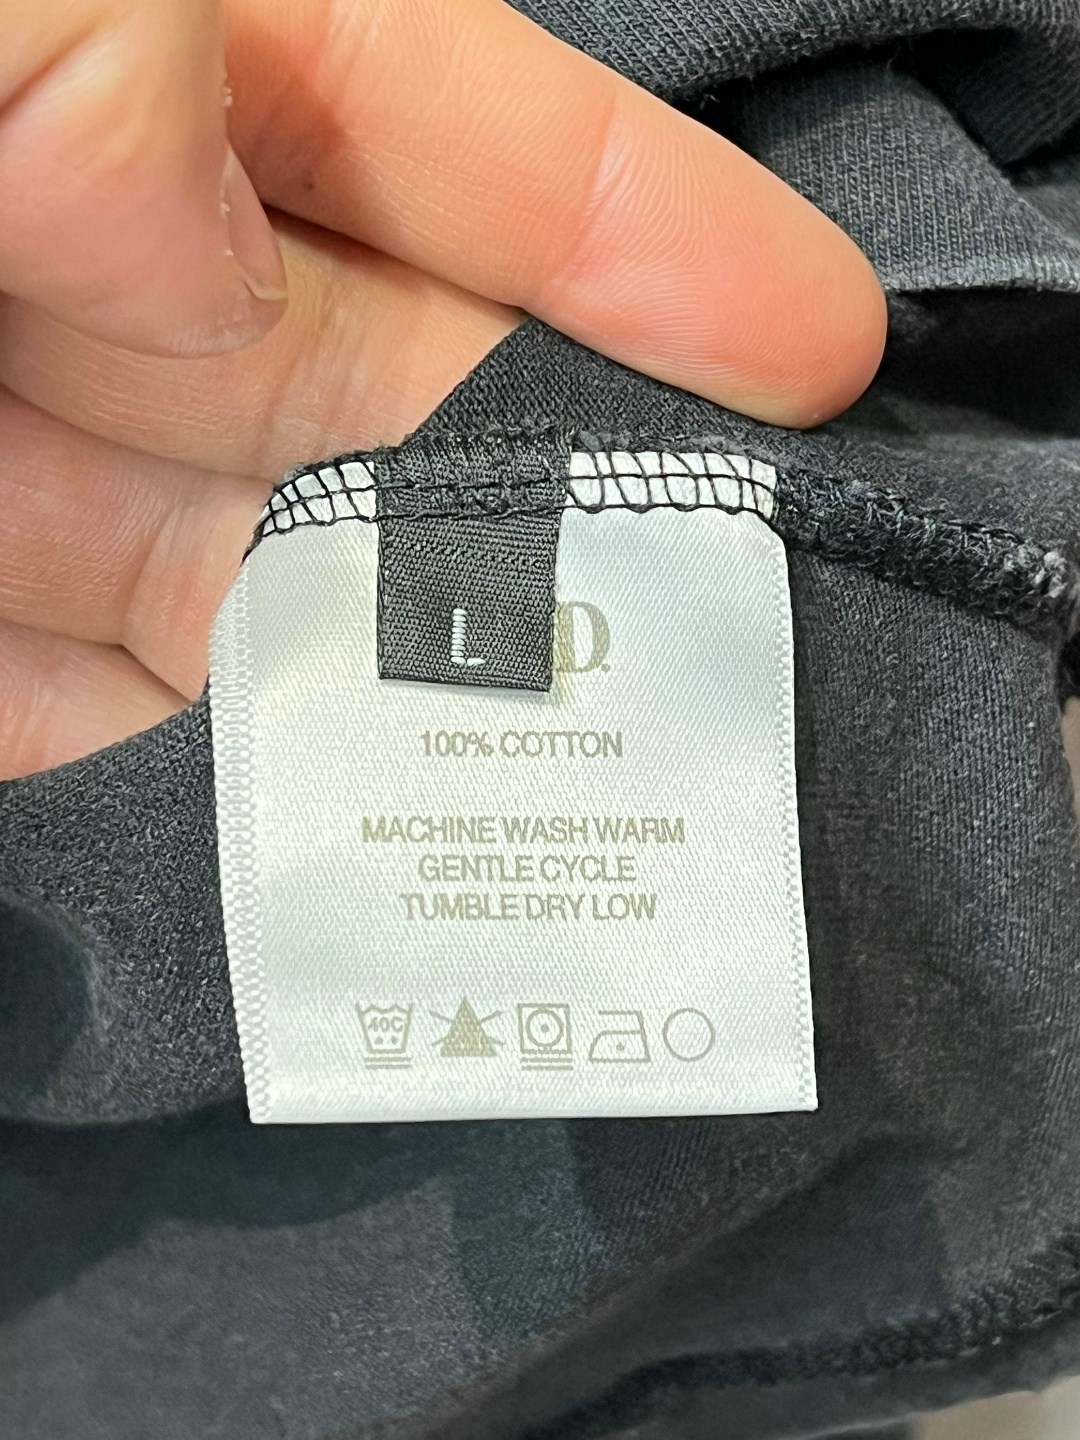 L
D.
100% COTTON
MACHINE WASH WARM
GENTLE CYCLE
TUMBLE DRY LOW
40C